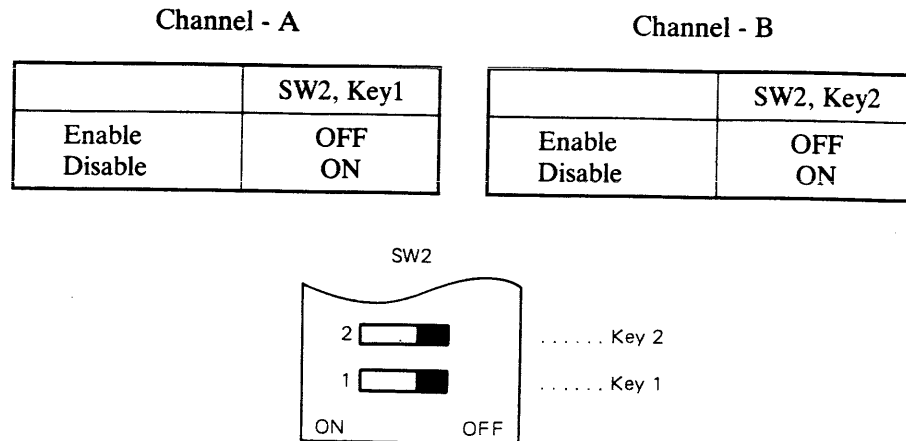 Channel - A
SW2, Key1
Enable OFF
Disable ON
Channel - B
SW2, Key2
Enable OFF
Disable ON
SW2
2 ...... Key 2
1 ...... Key 1
ON OFF